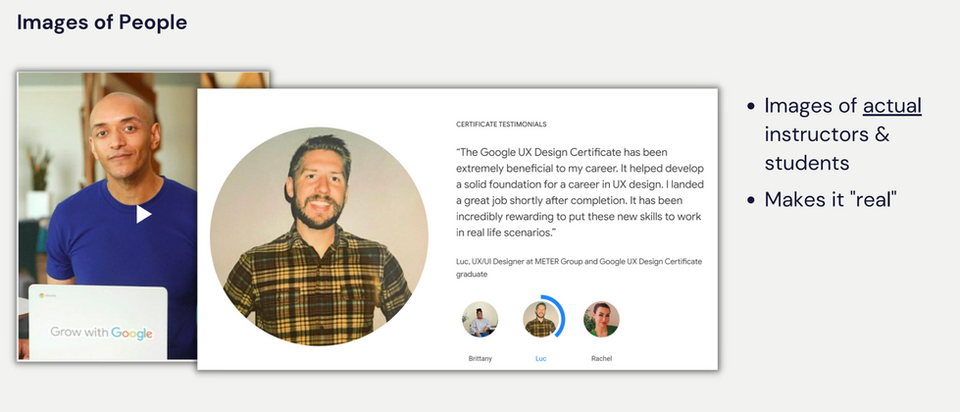 Images of People
Grow with Google
CERTIFICATE TESTIMONIALS
“The Google UX Design Certificate has been
extremely beneficial to my career. It helped develop
a solid foundation for a career in UX design. I landed
a great job shortly after completion. It has been
incredibly rewarding to put these new skills to work
in real life scenarios.”
Luc, UX/UI Designer at METER Group and Google UX Design Certificate
graduate
Brittany
Luc
Rachel
• Images of actual
instructors &
students
• Makes it "real"